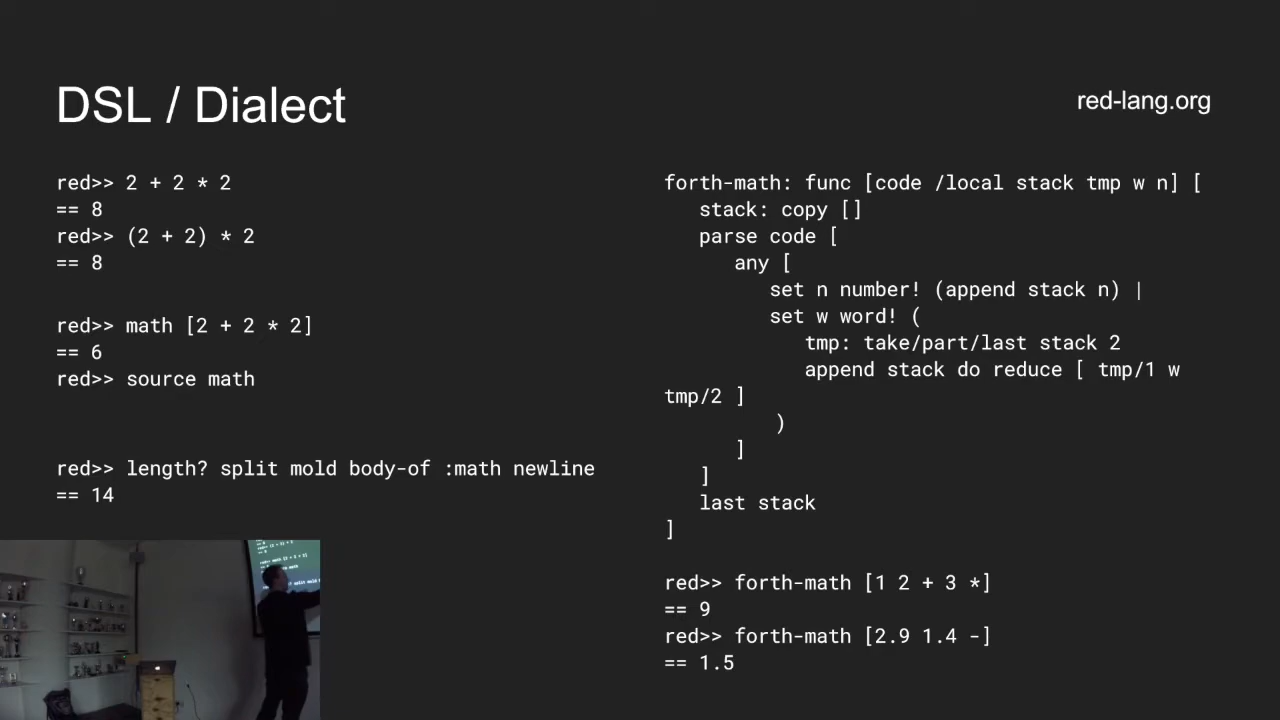 DSL / Dialect
red-lang.org
red>> 2 + 2 * 2
== 8
red>> (2 + 2) * 2
== 8
red>> math [2 + 2 * 2]
== 6
red>> source math
red>> length? split mold body-of :math newline
== 14
forth-math: func [code /local stack tmp w n] [
stack: copy []
parse code [
any [
set n number! (append stack n) |
set w word! (
tmp: take/part/last stack 2
append stack do reduce [ tmp/1 w
tmp/2 ]
)
]
]
last stack
]
red>> forth-math [1 2 + 3 *]
== 9
red>> forth-math [2.9 1.4 -]
== 1.5